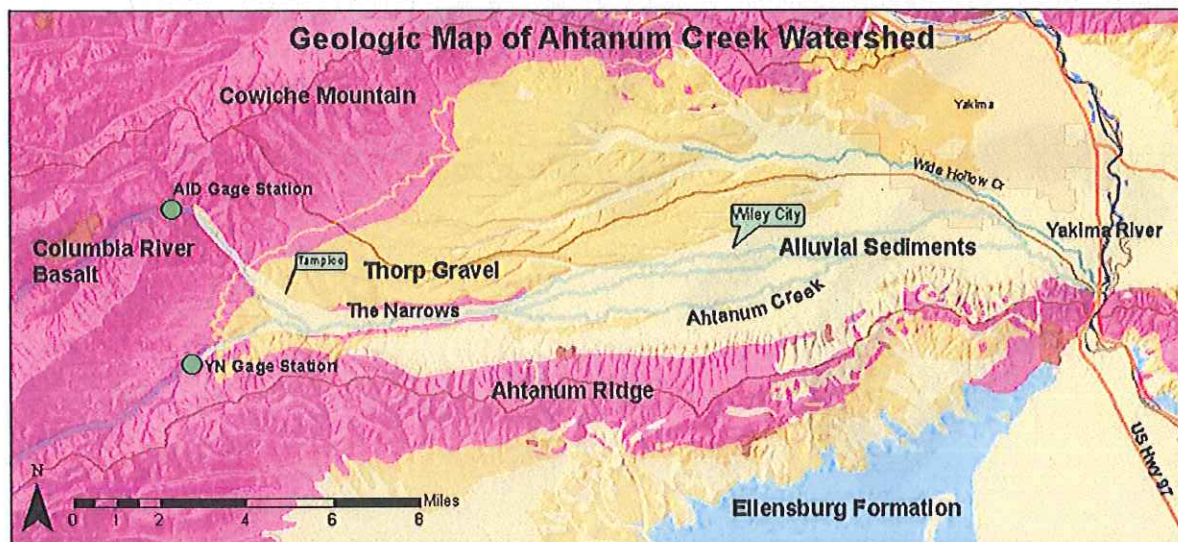 Geologic Map of Ahtanum Creek Watershed
Cowiche Mountain
Yakima
AID Gage Station
Wide Hollow Cr
Wiley City
Columbia River
Basalt
Yakima River
Alluvial Sediments
Tampico
Thorp Gravel
The Narrows
Ahtanum Creek
YN Gage Station
Ahtanum Ridge
N
US Hwy 97
Miles
0 1 2 4 6 8
Ellensburg Formation